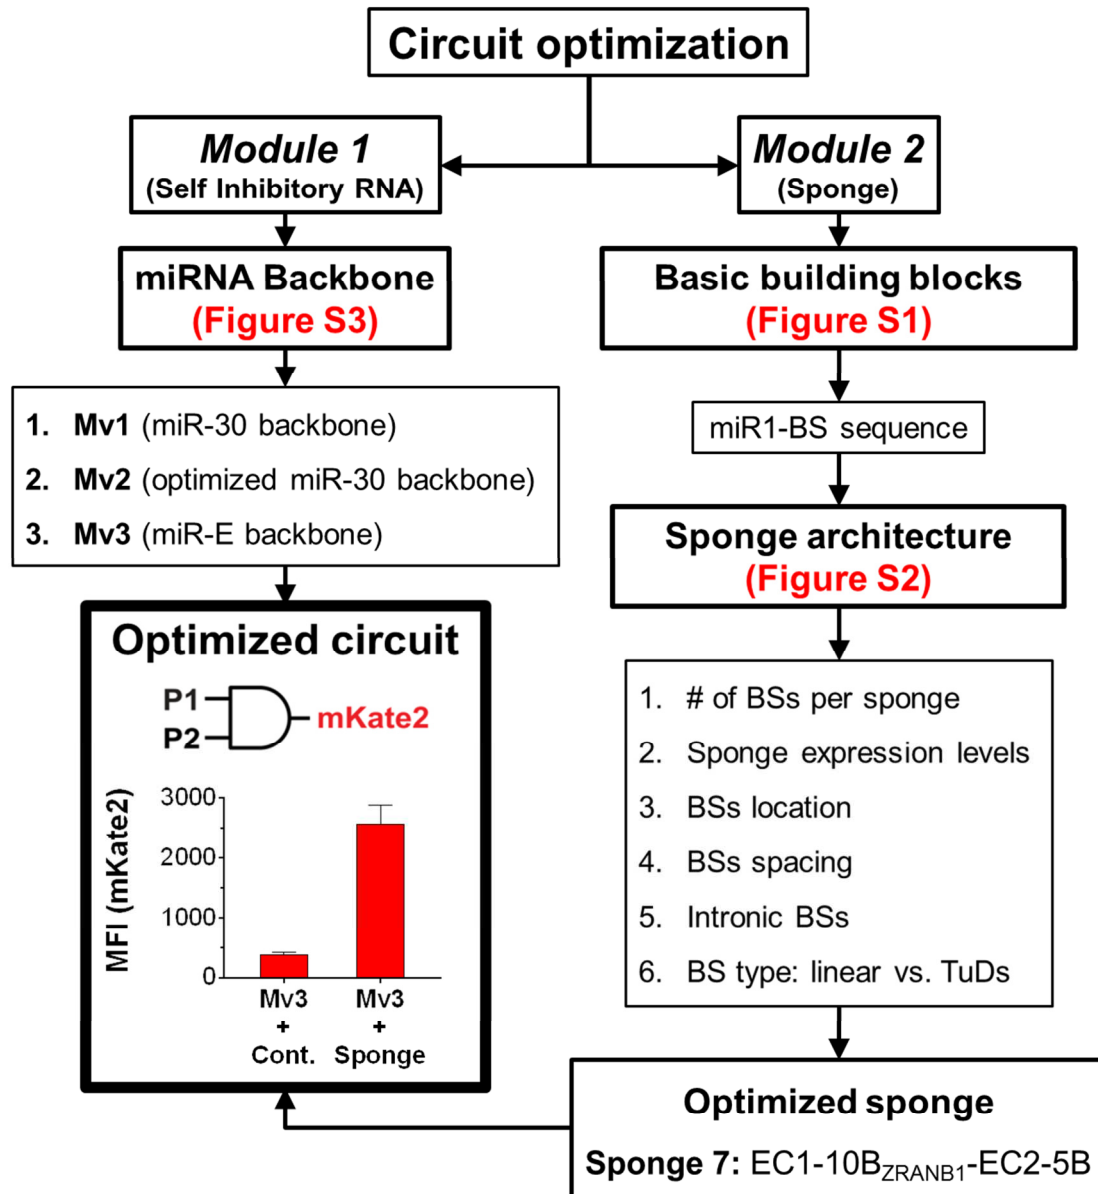 Circuit optimization
Module 1
(Self Inhibitory RNA)
miRNA Backbone
(Figure S3)
1. Mv1 (miR-30 backbone)
2. Mv2 (optimized miR-30 backbone)
3. Mv3 (miR-E backbone)
Optimized circuit
P1
P2
mKate2
MFI (mKate2)
3000
2000
1000
0
Mv3
+
Cont.
Mv3
+
Sponge
Module 2
(Sponge)
Basic building blocks
(Figure S1)
miR1-BS sequence
Sponge architecture
(Figure S2)
1. # of BSs per sponge
2. Sponge expression levels
3. BSs location
4. BSs spacing
5. Intronic BSs
6. BS type: linear vs. TuDs
Optimized sponge
Sponge 7: EC1-10B_ZRANB1-EC2-5B